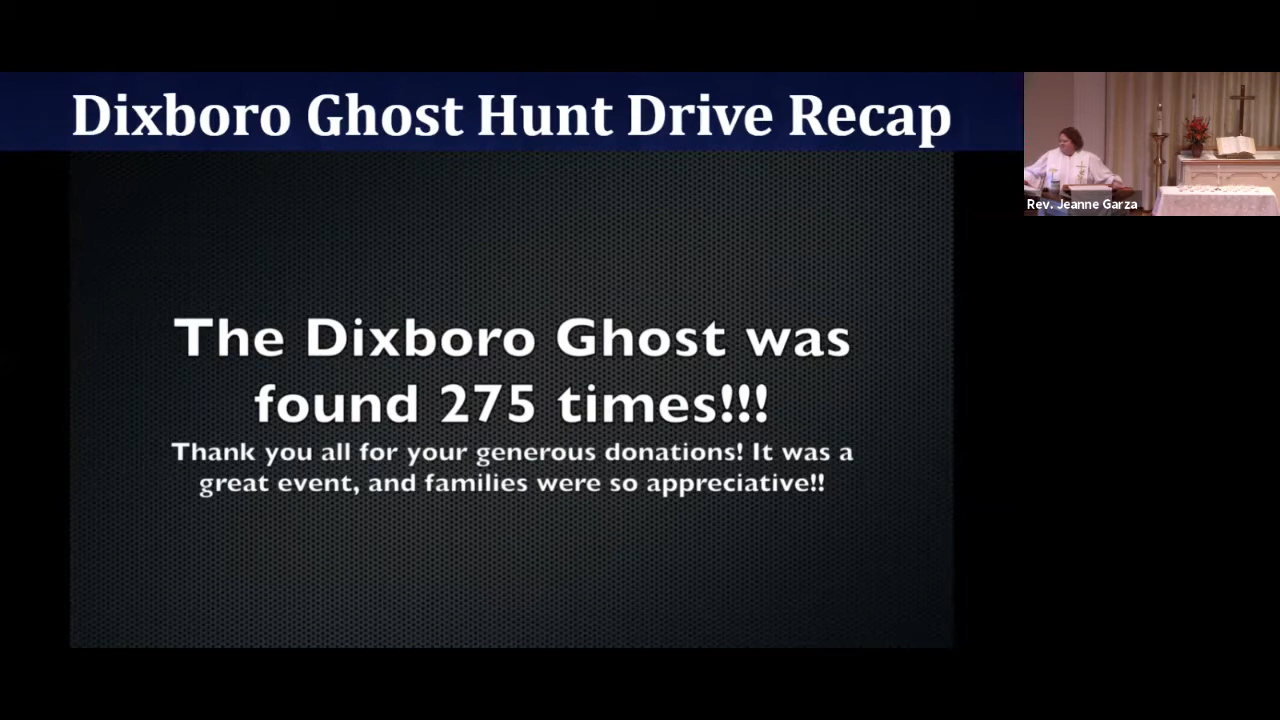 Dixboro Ghost Hunt Drive Recap
Rev. Jeanne Garza
The Dixboro Ghost was
found 275 times!!!
Thank you all for your generous donations! It was a
great event, and families were so appreciative!!